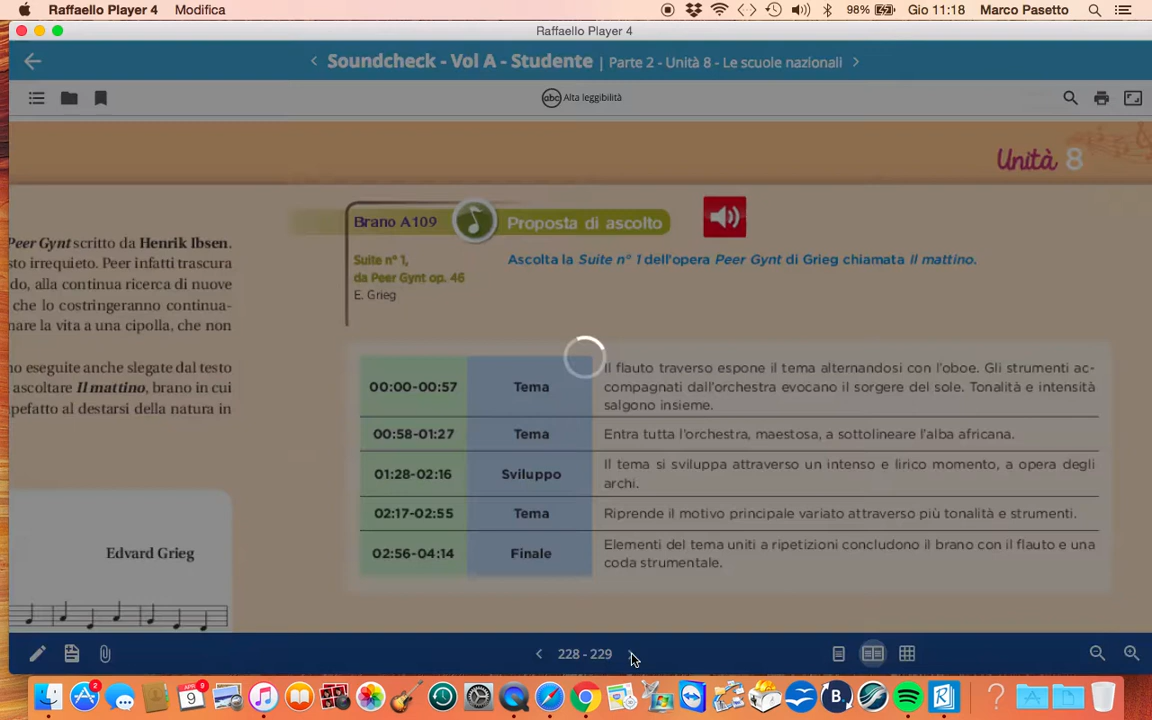 Raffaello Player 4 Modifica 98% Gio 11:18 Marco Pasetto
Raffaello Player 4
Soundcheck - Vol A - Studente | Parte 2 - Unità 8 - Le scuole nazionali
abc Alta leggibilità
Unità 8
Peer Gynt scritto da Henrik Ibsen.
sto irrequieto. Peer infatti trascura
do, alla continua ricerca di nuove
che lo costringeranno continua-
nare la vita a una cipolla, che non
no eseguite anche slegate dal testo
ascoltare Il mattino, brano in cui
pefatto al destarsi della natura in
Edvard Grieg
Brano A109 Proposta di ascolto
Suite n° 1,
da Peer Gynt op. 46
E. Grieg
Ascolta la Suite n° 1 dell'opera Peer Gynt di Grieg chiamata Il mattino.
00:00-00:57 Tema Il flauto traverso espone il tema alternandosi con l'oboe. Gli strumenti ac-
compagnati dall'orchestra evocano il sorgere del sole. Tonalità e intensità
salgono insieme.
00:58-01:27 Tema Entra tutta l'orchestra, maestosa, a sottolineare l'alba africana.
01:28-02:16 Sviluppo Il tema si sviluppa attraverso un intenso e lirico momento, a opera degli
archi.
02:17-02:55 Tema Riprende il motivo principale variato attraverso più tonalità e strumenti.
02:56-04:14 Finale Elementi del tema uniti a ripetizioni concludono il brano con il flauto e una
coda strumentale.
228 - 229
2
APR 9 9
B